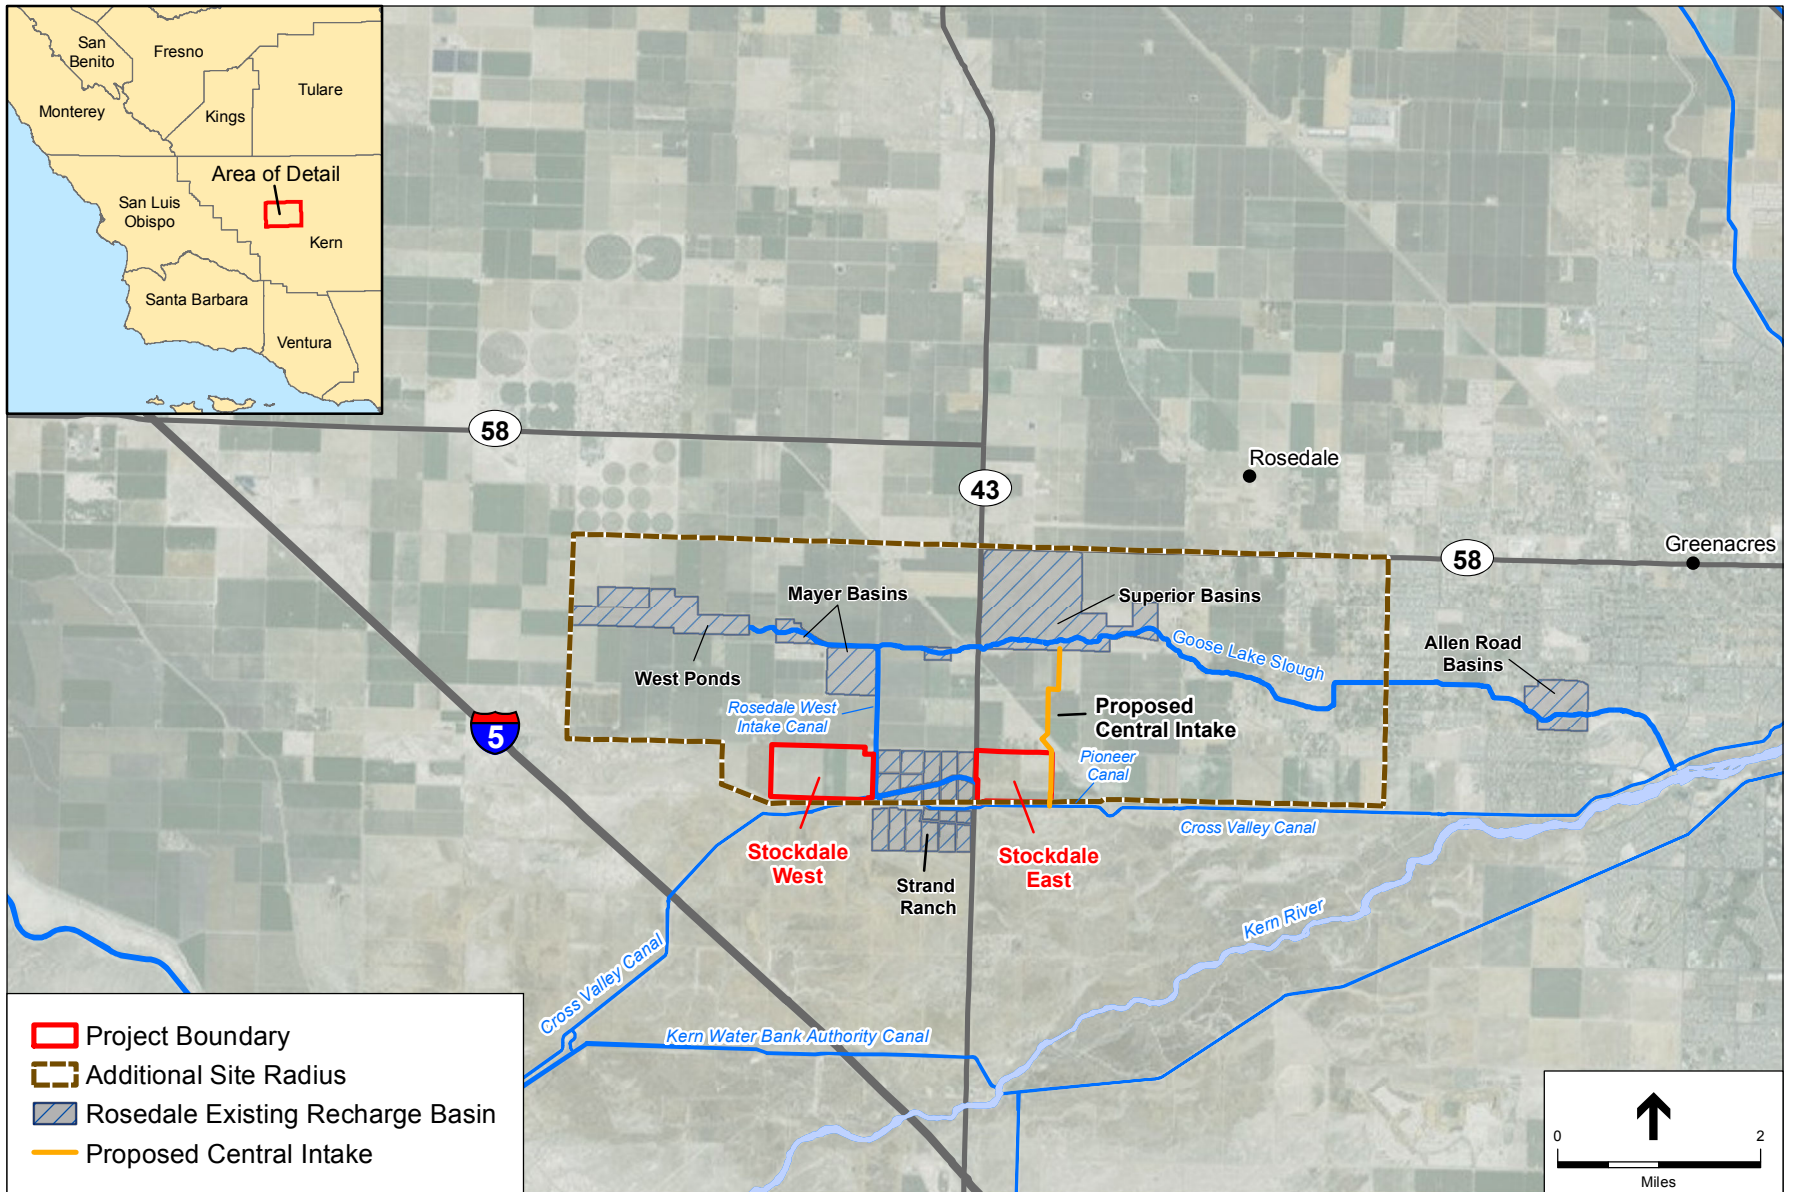 San
Benito
Fresno
Monterey
Kings
Tulare
Area of Detail
San Luis
Obispo
Kern
Santa Barbara
Ventura
58
43
Rosedale
58
Greenacres
Mayer Basins
Superior Basins
West Ponds
Goose Lake Slough
Allen Road
Basins
Rosedale West
Intake Canal
Proposed
Central Intake
5
Pioneer
Canal
Cross Valley Canal
Stockdale
West
Stockdale
East
Strand
Ranch
Kern River
Cross Valley Canal
Kern Water Bank Authority Canal
Project Boundary
Additional Site Radius
Rosedale Existing Recharge Basin
Proposed Central Intake
0 2
Miles